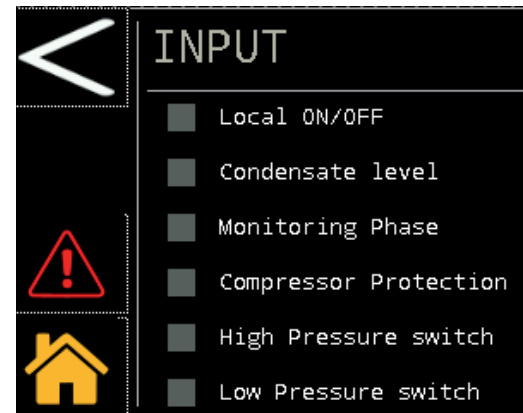 INPUT
Local ON/OFF
Condensate level
Monitoring Phase
Compressor Protection
High Pressure switch
Low Pressure switch